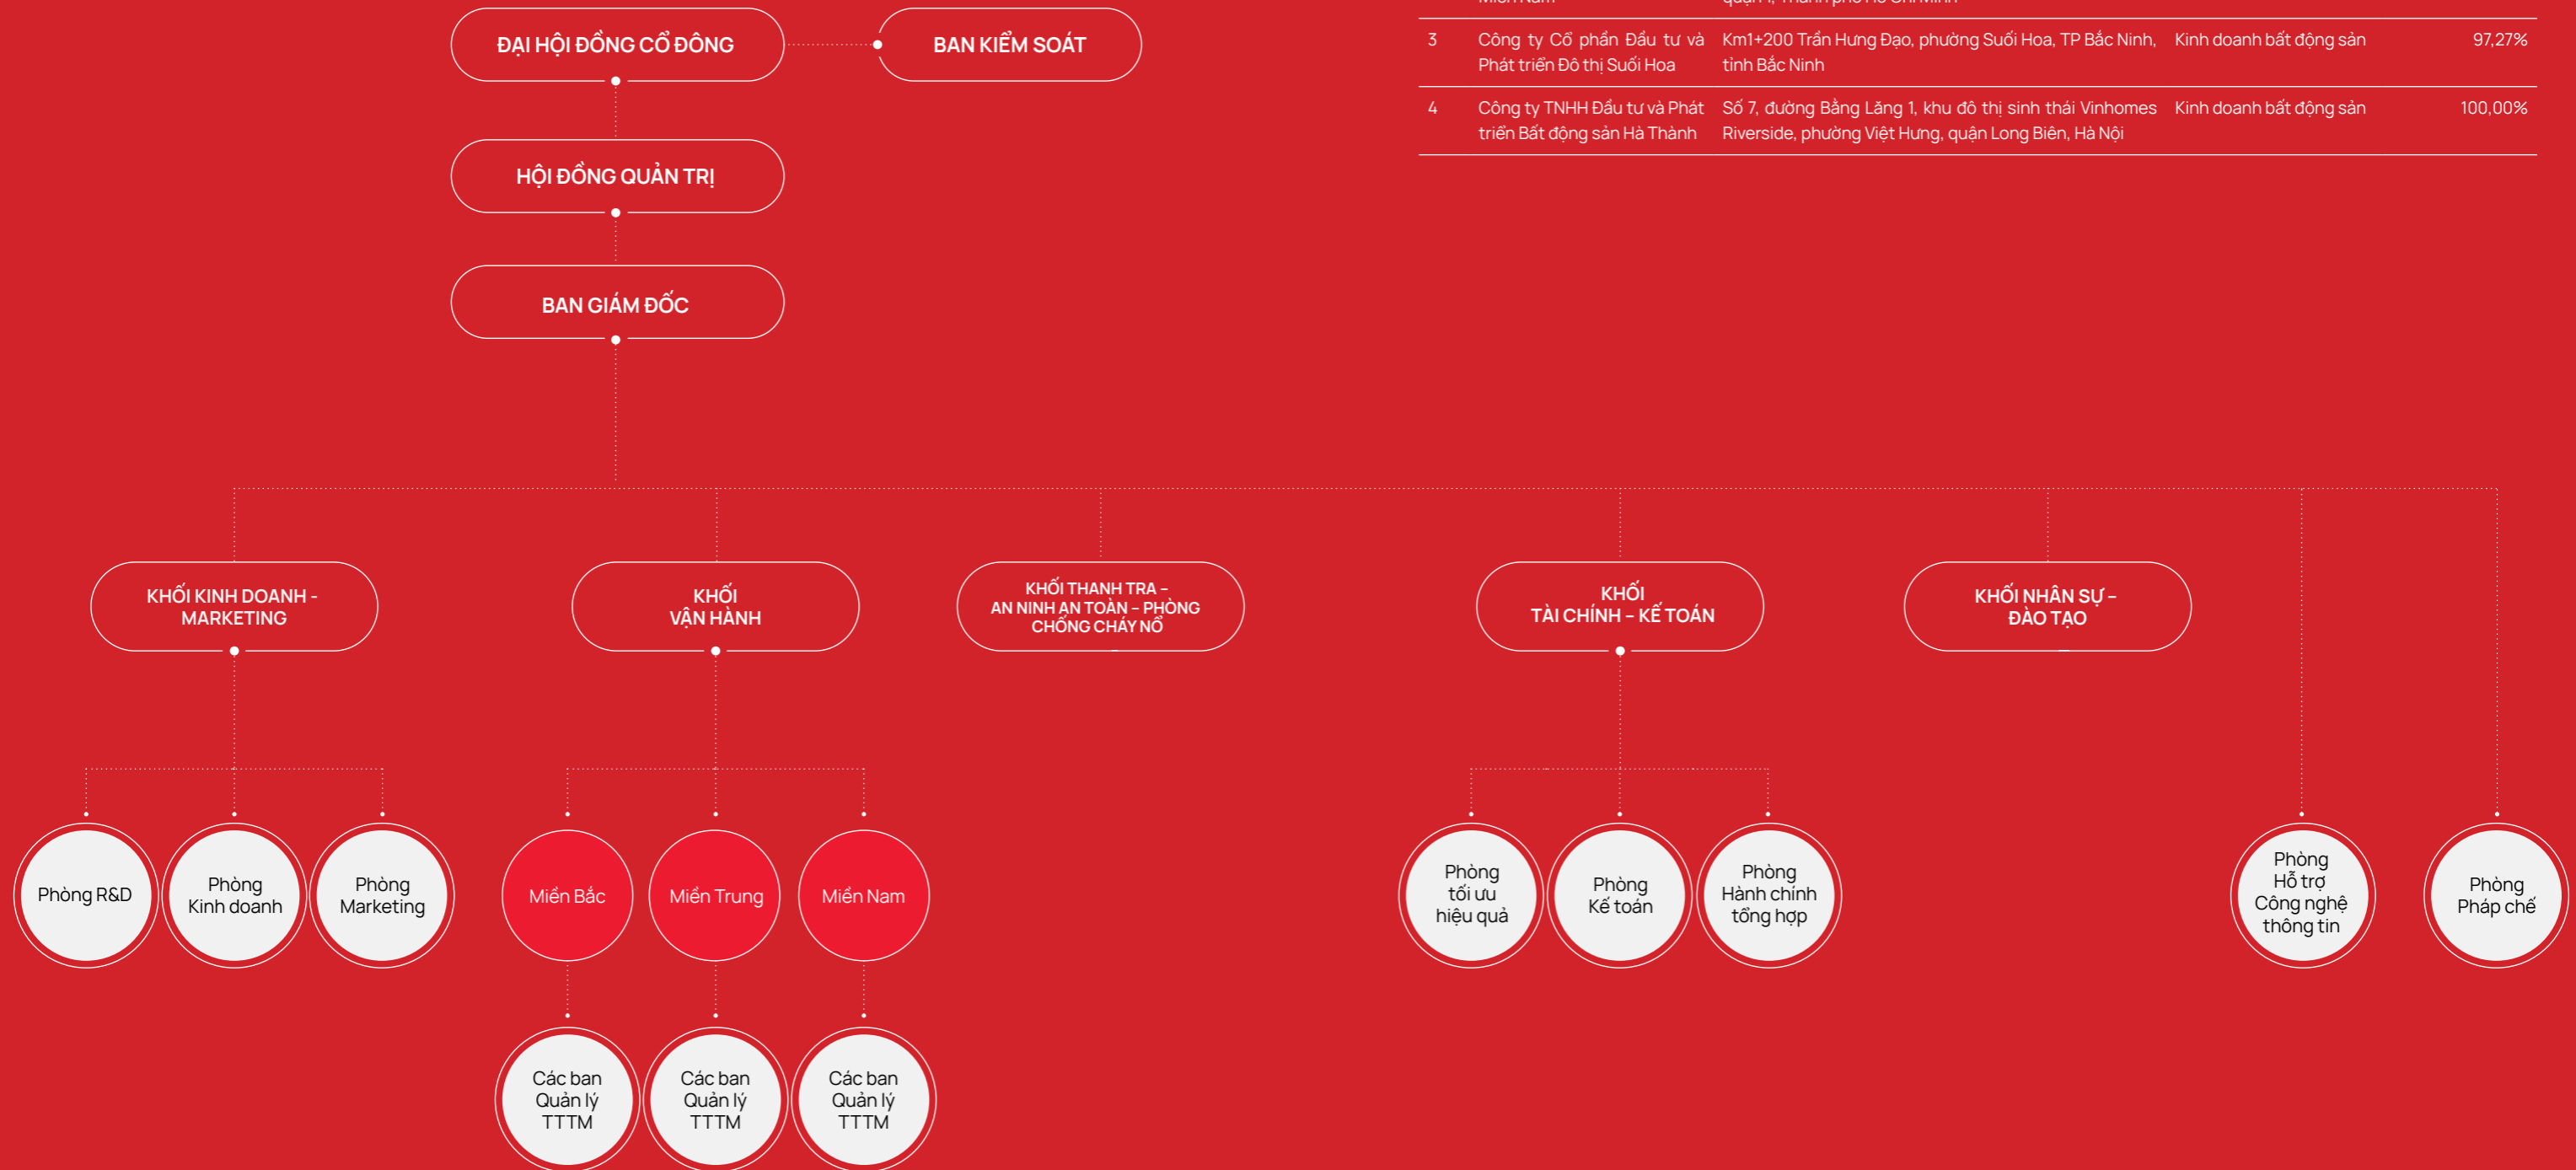 ĐẠI HỘI ĐỒNG CỔ ĐÔNG
BAN KIỂM SOÁT
HỘI ĐỒNG QUẢN TRỊ
BAN GIÁM ĐỐC
3 Công ty Cổ phần Đầu tư và Km1+200 Trần Hưng Đạo, phường Suối Hoa, TP Bắc Ninh, Kinh doanh bất động sản 97,27%
Phát triển Đô thị Suối Hoa tỉnh Bắc Ninh
4 Công ty TNHH Đầu tư và Phát Số 7, đường Bằng Lăng 1, khu đô thị sinh thái Vinhomes Kinh doanh bất động sản 100,00%
triển Bất động sản Hà Thành Riverside, phường Việt Hưng, quận Long Biên, Hà Nội
KHỐI KINH DOANH -
MARKETING
KHỐI
VẬN HÀNH
KHỐI THANH TRA –
AN NINH AN TOÀN – PHÒNG
CHỐNG CHÁY NỔ
KHỐI
TÀI CHÍNH – KẾ TOÁN
KHỐI NHÂN SỰ –
ĐÀO TẠO
Phòng R&D
Phòng
Kinh doanh
Phòng
Marketing
Miền Bắc
Miền Trung
Miền Nam
Phòng
tối ưu
hiệu quả
Phòng
Kế toán
Phòng
Hành chính
tổng hợp
Phòng
Hỗ trợ
Công nghệ
thông tin
Phòng
Pháp chế
Các ban
Quản lý
TTTM
Các ban
Quản lý
TTTM
Các ban
Quản lý
TTTM